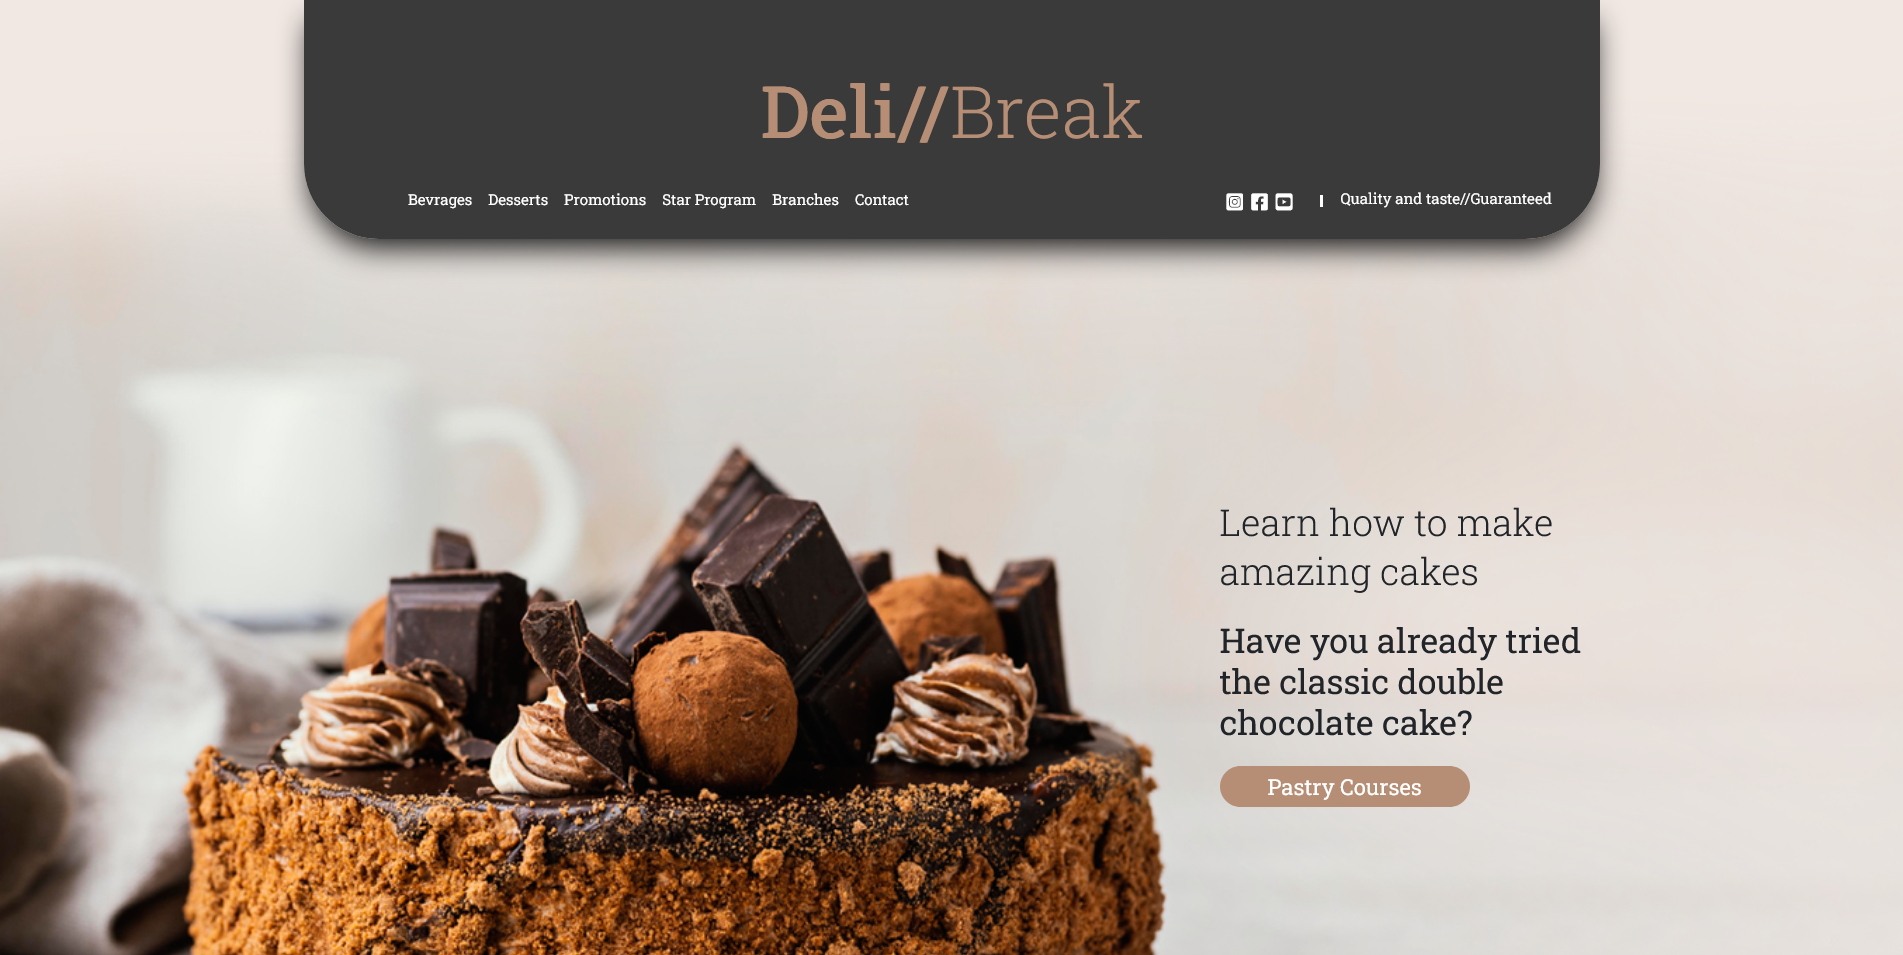 Deli//Break
Bevrages Desserts Promotions Star Program Branches Contact
Quality and taste//Guaranteed
Learn how to make
amazing cakes
Have you already tried
the classic double
chocolate cake?
Pastry Courses